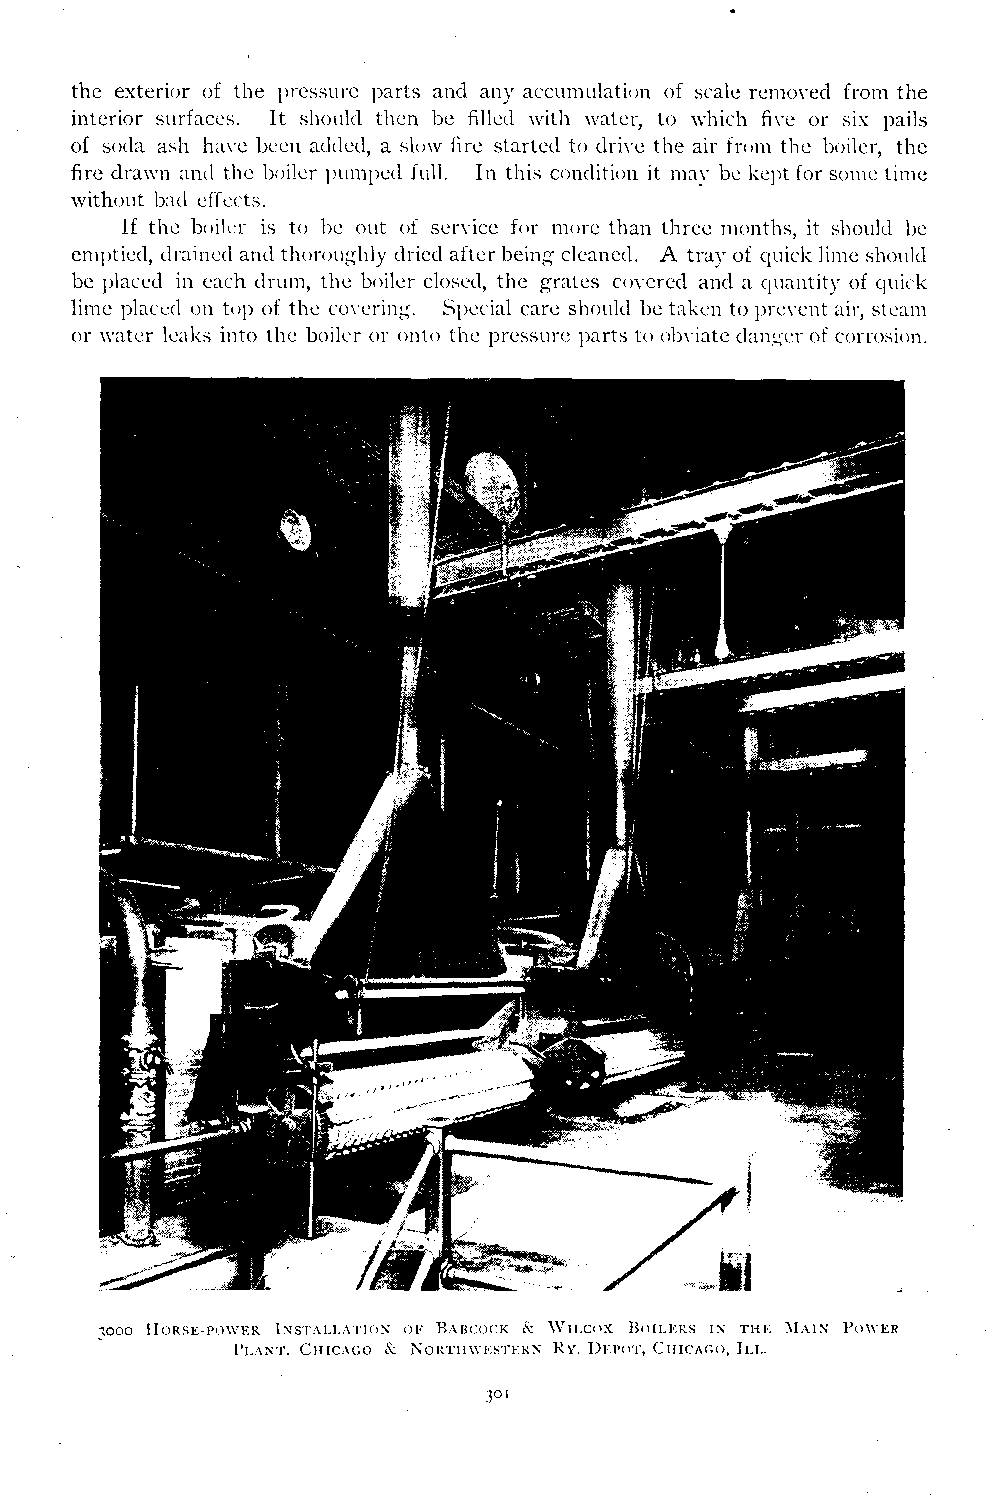 the exterior of the pressure parts and any accumulation of scale removed from the
interior surfaces. It should then be filled with water, to which five or six pails
of soda ash have been added, a slow fire started to drive the air from the boiler, the
fire drawn and the boiler pumped full. In this condition it may be kept for some time
without bad effects.
If the boiler is to be out of service for more than three months, it should be
emptied, drained and thoroughly dried after being cleaned. A tray of quick lime should
be placed in each drum, the boiler closed, the grates covered and a quantity of quick
lime placed on top of the covering. Special care should be taken to prevent air, steam
or water leaks into the boiler or onto the pressure parts to obviate danger of corrosion.
3000 Horse-power Installation of Babcock & Wilcox Boilers in the Main Power
Plant, Chicago & Northwestern Ry. Depot, Chicago, Ill.
301